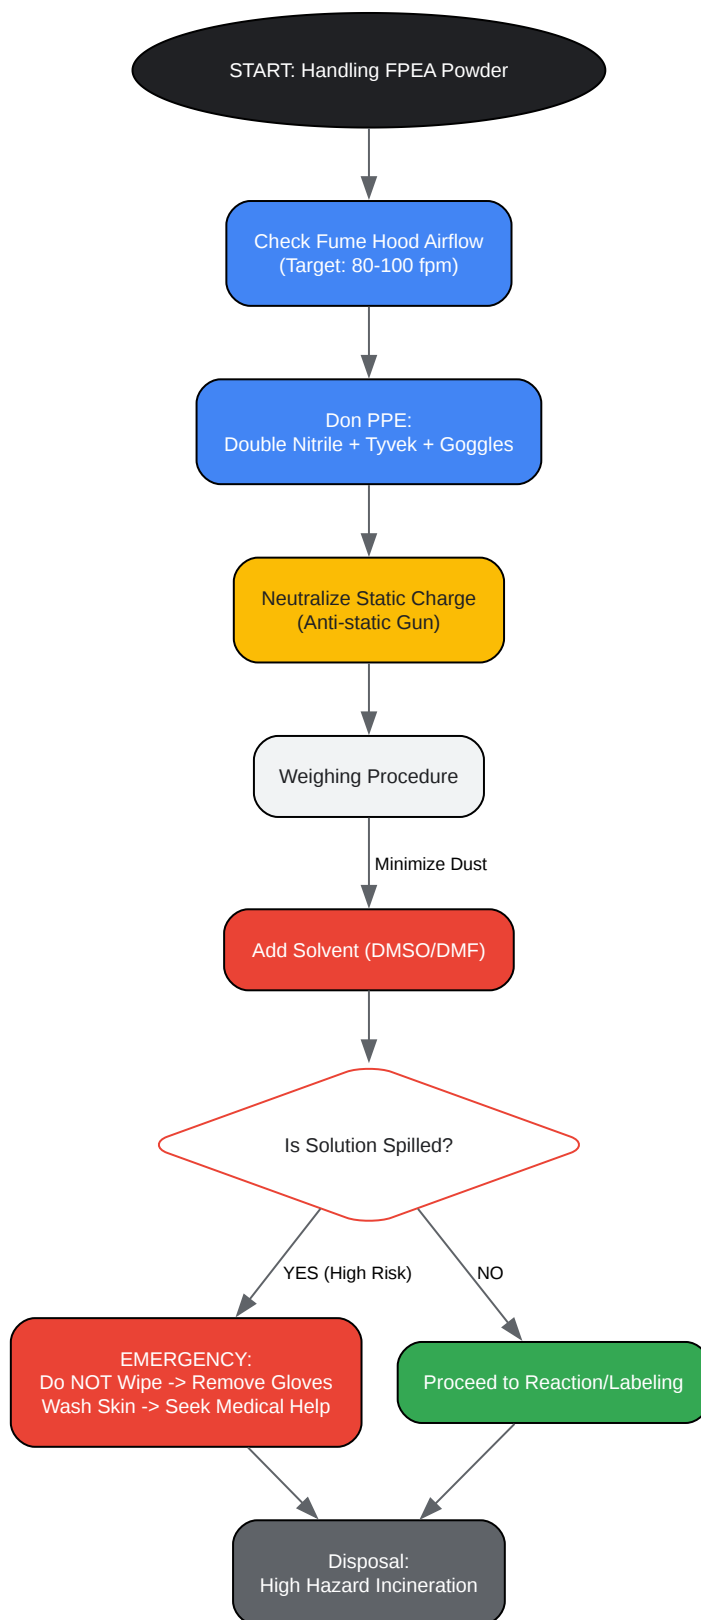 START: Handling FPEA Powder
Check Fume Hood Airflow
(Target: 80-100 fpm)
Don PPE:
Double Nitrile + Tyvek + Goggles
Neutralize Static Charge
(Anti-static Gun)
Weighing Procedure
Minimize Dust
Add Solvent (DMSO/DMF)
Is Solution Spilled?
YES (High Risk)
NO
EMERGENCY:
Do NOT Wipe -> Remove Gloves
Wash Skin -> Seek Medical Help
Proceed to Reaction/Labeling
Disposal:
High Hazard Incineration